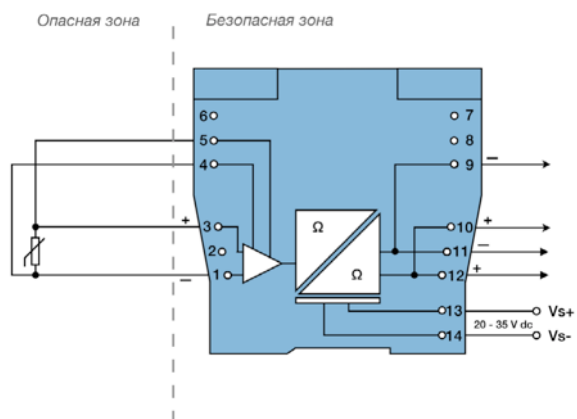 Опасная зона
Безопасная зона
6
7
5
8
4
9
–
3
+
Ω
10
+
2
11
–
1
–
Ω
12
+
13
Vs+
20 - 35 V dc
14
Vs-